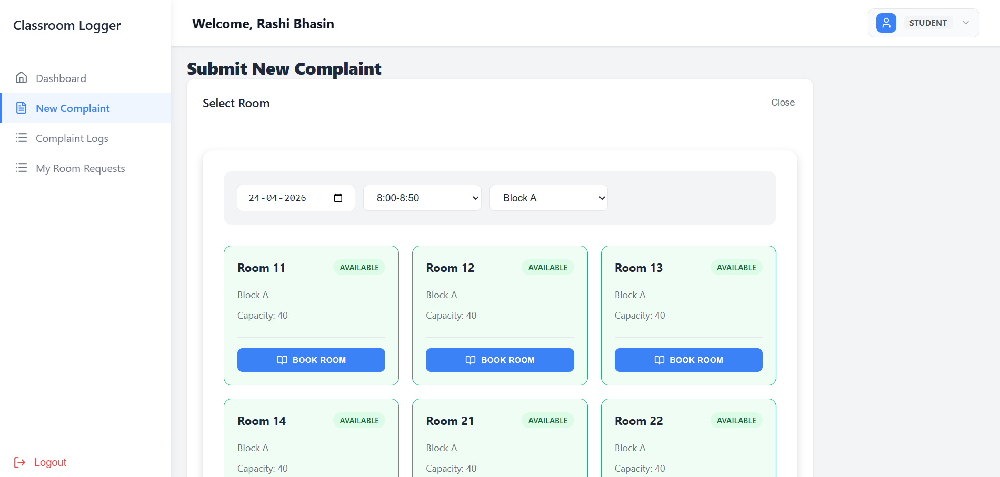 Classroom Logger
Welcome, Rashi Bhasin
STUDENT
Dashboard
New Complaint
Complaint Logs
My Room Requests
Logout
Submit New Complaint
Select Room
Close
24-04-2026
8:00-8:50
Block A
Room 11
AVAILABLE
Block A
Capacity: 40
BOOK ROOM
Room 12
AVAILABLE
Block A
Capacity: 40
BOOK ROOM
Room 13
AVAILABLE
Block A
Capacity: 40
BOOK ROOM
Room 14
AVAILABLE
Block A
Capacity: 40
Room 21
AVAILABLE
Block A
Capacity: 40
Room 22
AVAILABLE
Block A
Capacity: 40